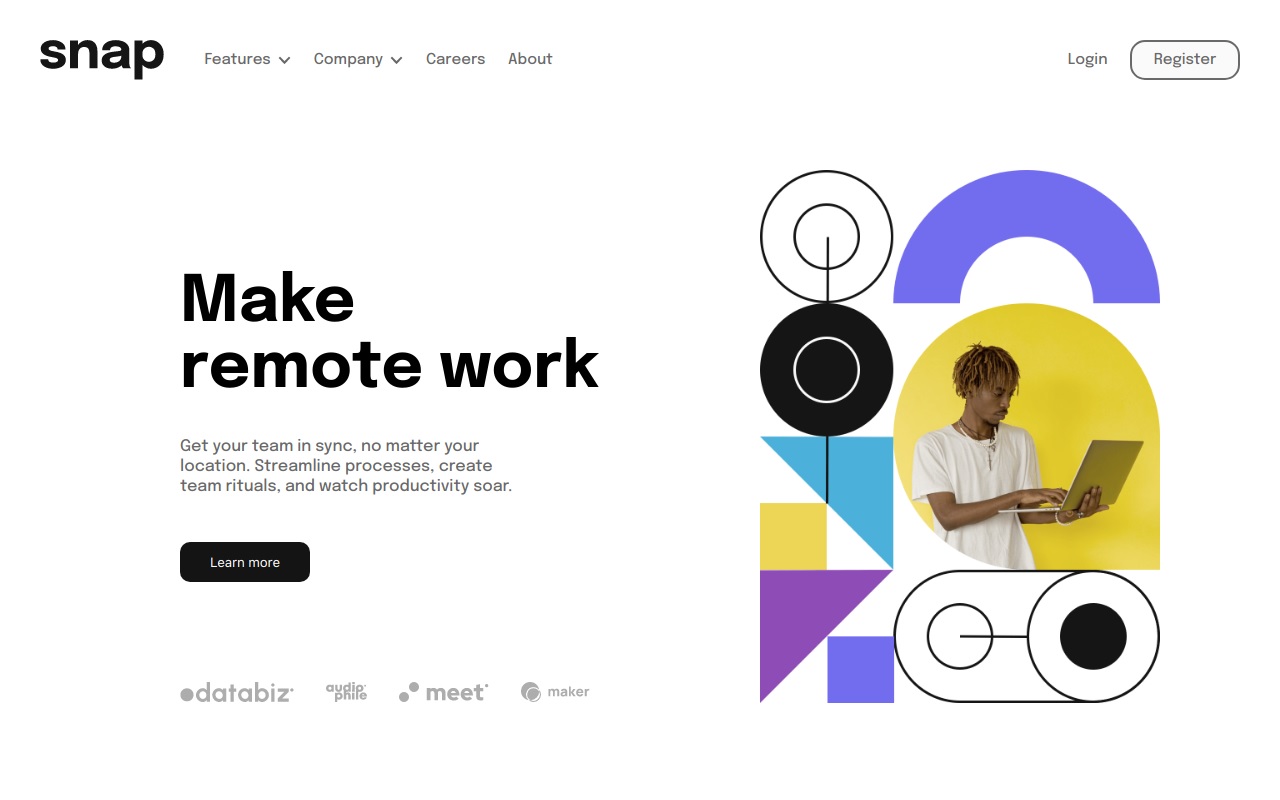 snap
Features
Company
Careers
About
Login
Register
Make
remote work
Get your team in sync, no matter your
location. Streamline processes, create
team rituals, and watch productivity soar.
Learn more
databiz
audiophile
meet
maker